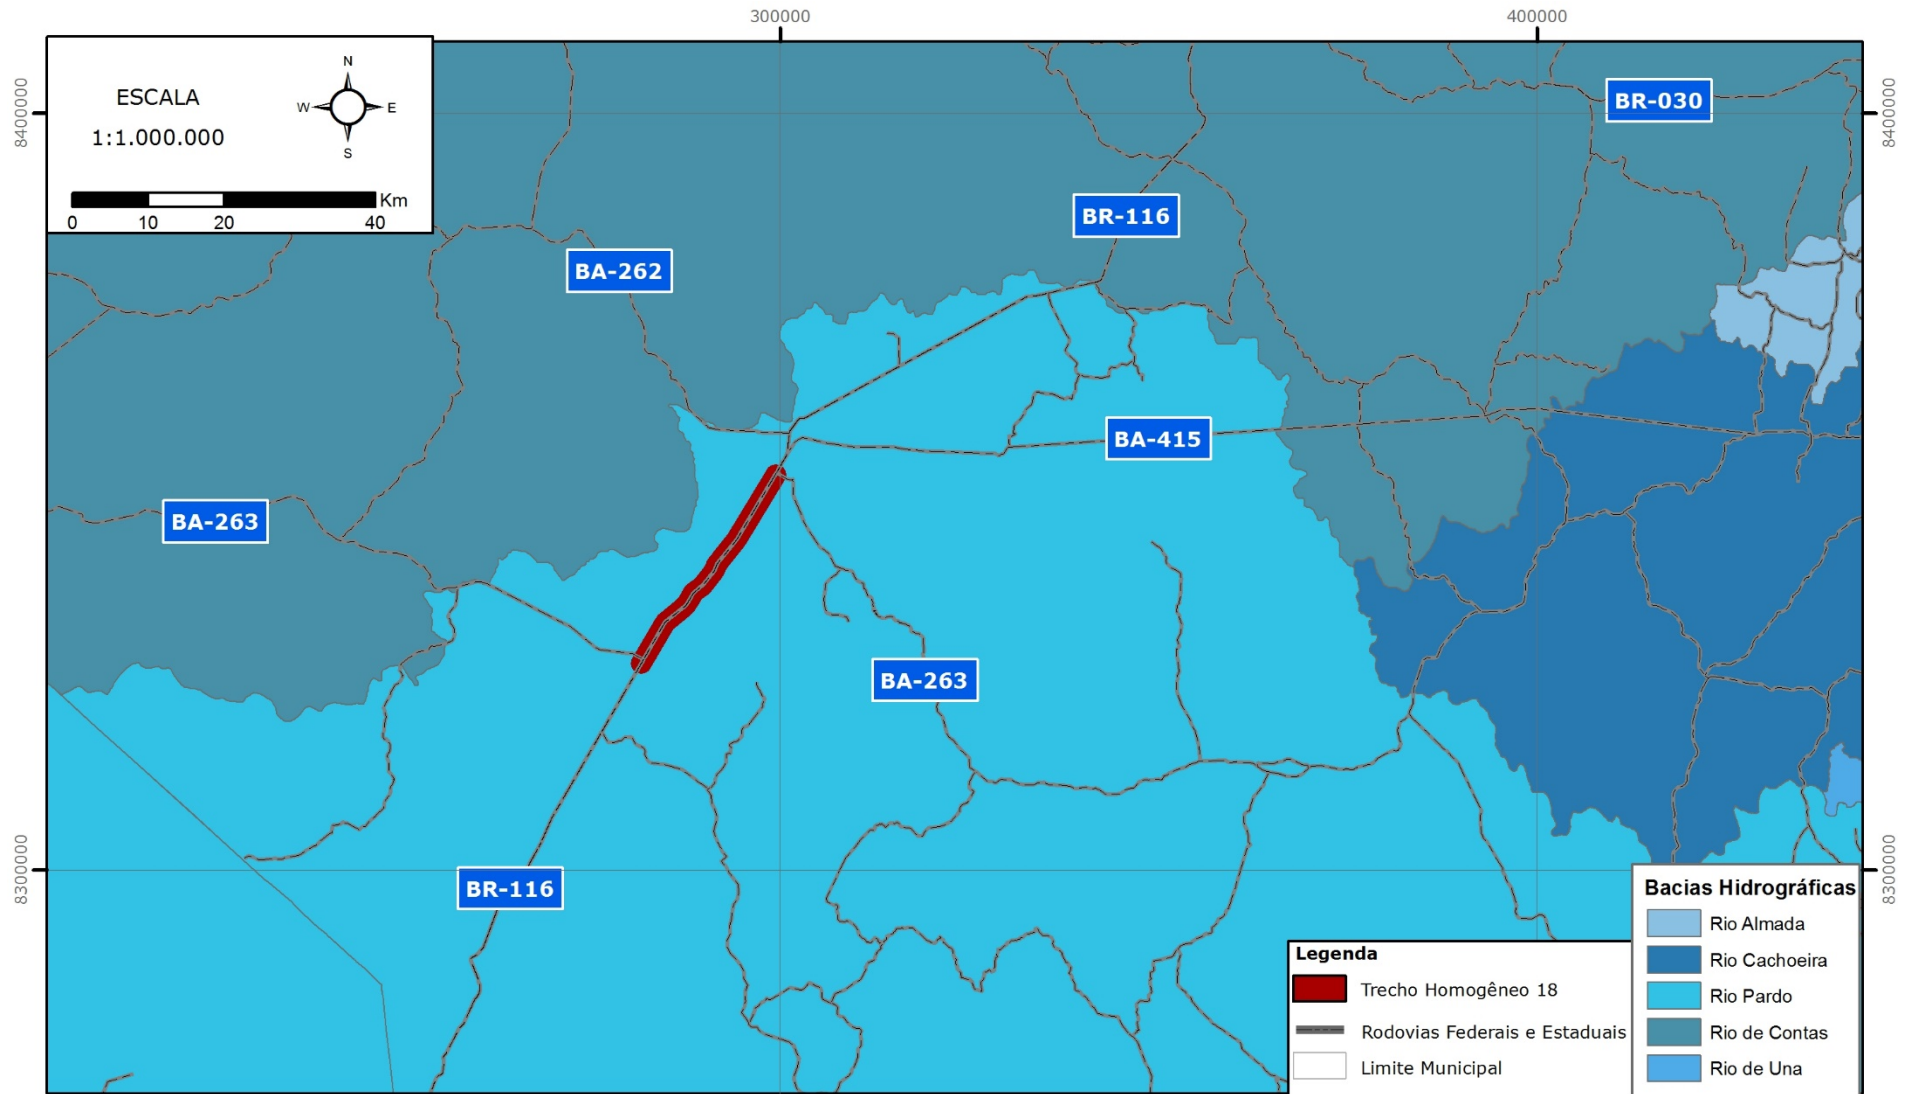 300000
400000
ESCALA
1:1.000.000
N
W
E
S
Km
0
10
20
40
8400000
8400000
BR-030
BR-116
BA-262
BA-415
BA-263
BA-263
BR-116
8300000
8300000
Legenda
Trecho Homogêneo 18
Rodovias Federais e Estaduais
Limite Municipal
Bacias Hidrográficas
Rio Almada
Rio Cachoeira
Rio Pardo
Rio de Contas
Rio de Una